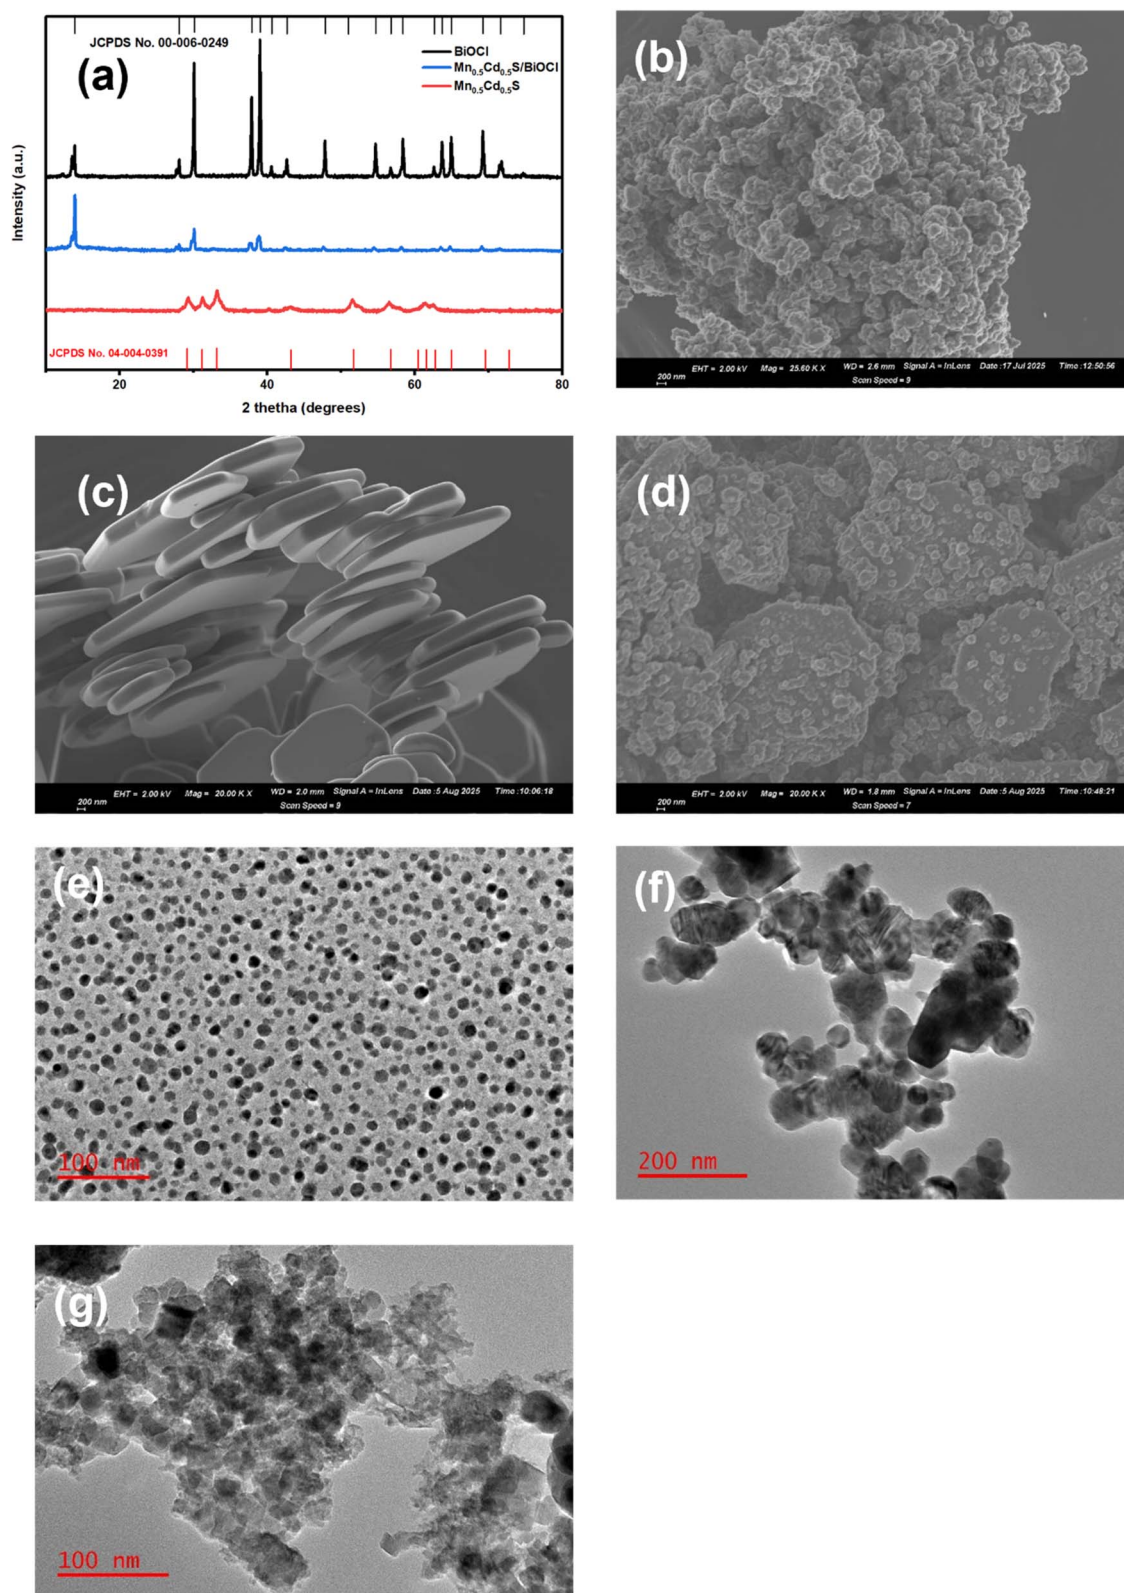 JCPDS No. 00-006-0249
(a)
BiOCl
Mn0.5Cd0.5S/BiOCl
Mn0.5Cd0.5S
Intensity (a.u.)
JCPDS No. 04-004-0391
20 40 60 80
2 thetha (degrees)
(b)
200 nm EHT = 2.00 kV Mag = 25.60 K X WD = 2.6 mm Signal A = InLens Date :17 Jul 2025 Time :12:50:56
Scan Speed = 9
(c)
200 nm EHT = 2.00 kV Mag = 20.00 K X WD = 2.0 mm Signal A = InLens Date :5 Aug 2025 Time :10:06:18
Scan Speed = 9
(d)
200 nm EHT = 2.00 kV Mag = 20.00 K X WD = 1.8 mm Signal A = InLens Date :5 Aug 2025 Time :10:48:21
Scan Speed = 7
(e)
100 nm
(f)
200 nm
(g)
100 nm